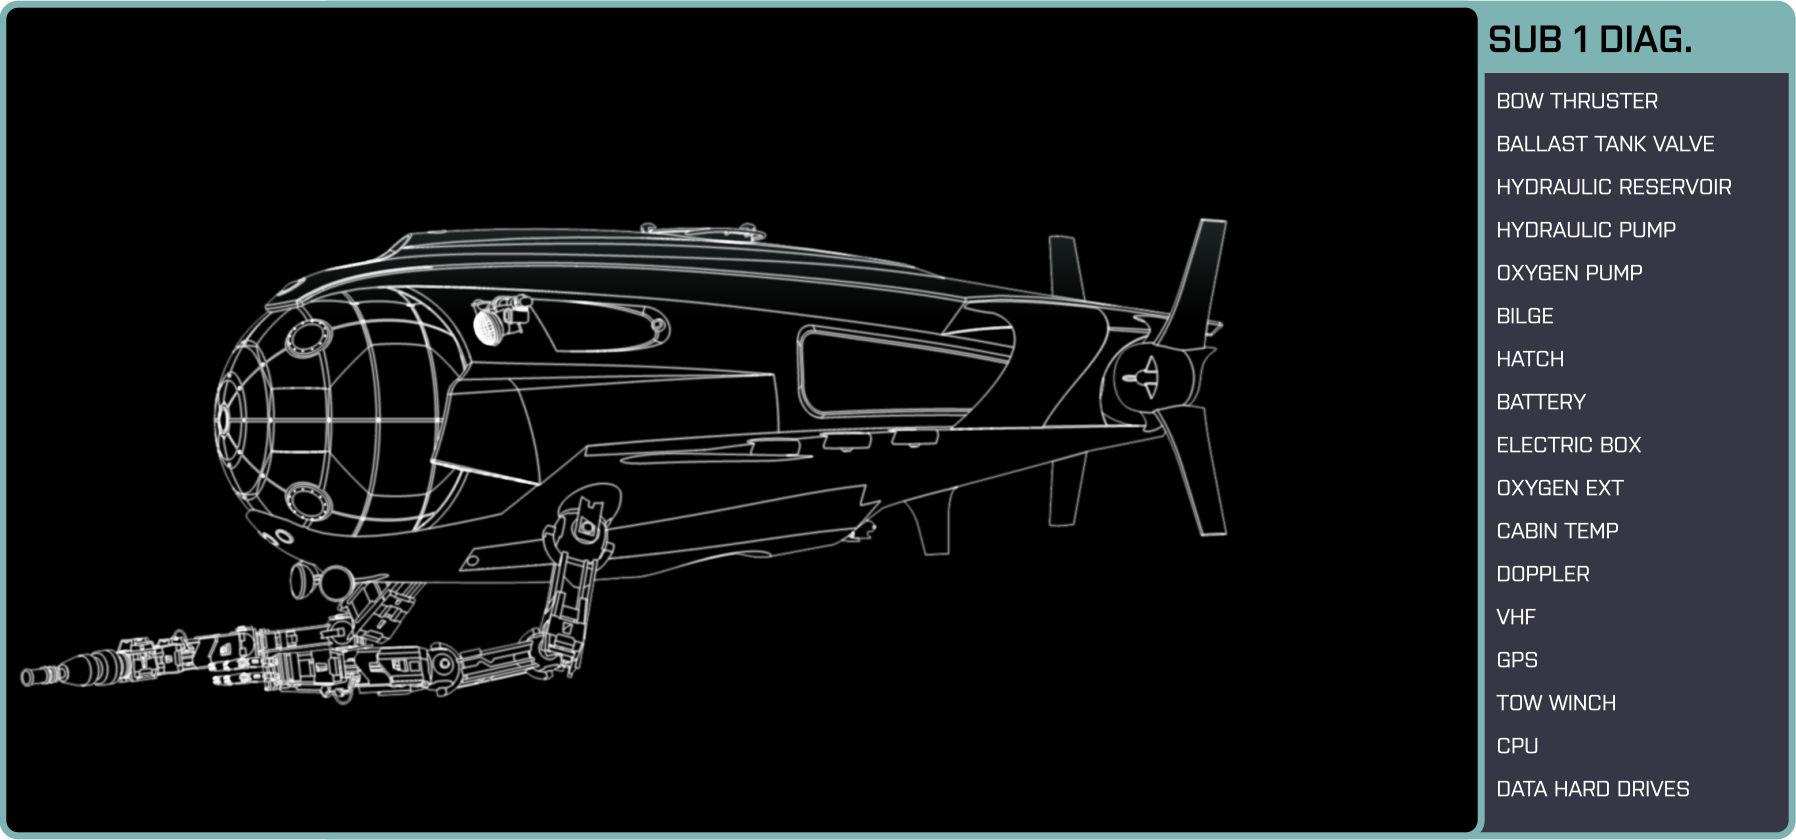 SUB 1 DIAG.
BOW THRUSTER
BALLAST TANK VALVE
HYDRAULIC RESERVOIR
HYDRAULIC PUMP
OXYGEN PUMP
BILGE
HATCH
BATTERY
ELECTRIC BOX
OXYGEN EXT
CABIN TEMP
DOPPLER
VHF
GPS
TOW WINCH
CPU
DATA HARD DRIVES